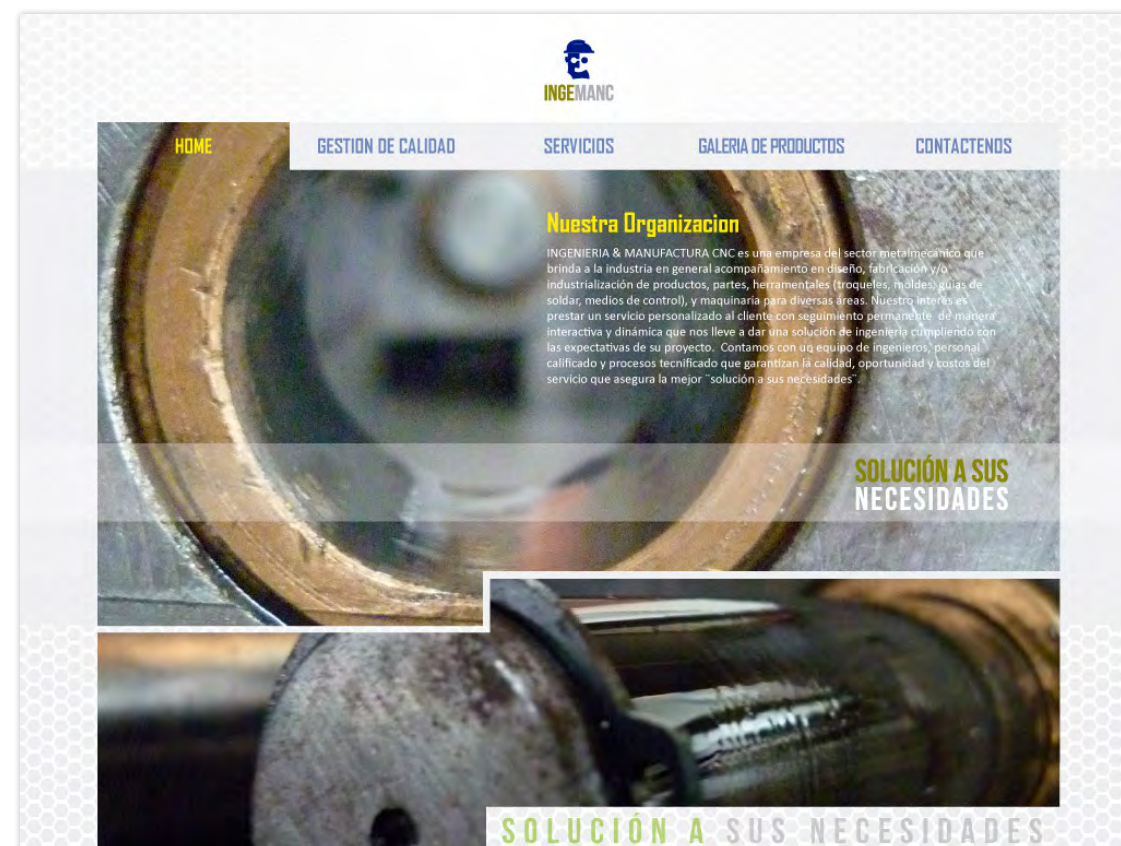 INGEMANC
HOME GESTION DE CALIDAD SERVICIOS GALERIA DE PRODUCTOS CONTACTENOS
Nuestra Organizacion
INGENIERIA & MANUFACTURA CNC es una empresa del sector metalmecánico que
brinda a la industria en general acompañamiento en diseño, fabricación y/o
industrialización de productos, partes, herramentales (troqueles, moldes, guias de
soldar, medios de control), y maquinaria para diversas áreas. Nuestro interés es
prestar un servicio personalizado al cliente con seguimiento permanente de manera
interactiva y dinámica que nos lleve a dar una solución de ingeniería cumpliendo con
las expectativas de su proyecto. Contamos con un equipo de ingenieros, personal
calificado y procesos tecnificado que garantizan la calidad, oportunidad y costos del
servicio que asegura la mejor ¨solución a sus necesidades¨.
SOLUCIÓN A SUS
NECESIDADES
SOLUCIÓN A SUS NECESIDADES